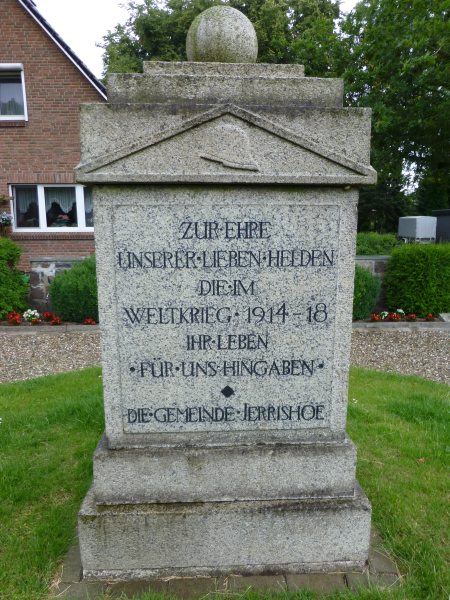 ZUR·EHRE
UNSERER·LIEBEN·HELDEN
DIE·IM
WELTKRIEG·1914-18
IHR·LEBEN
·FÜR·UNS·HINGABEN·
DIE·GEMEINDE·JERRISHOE